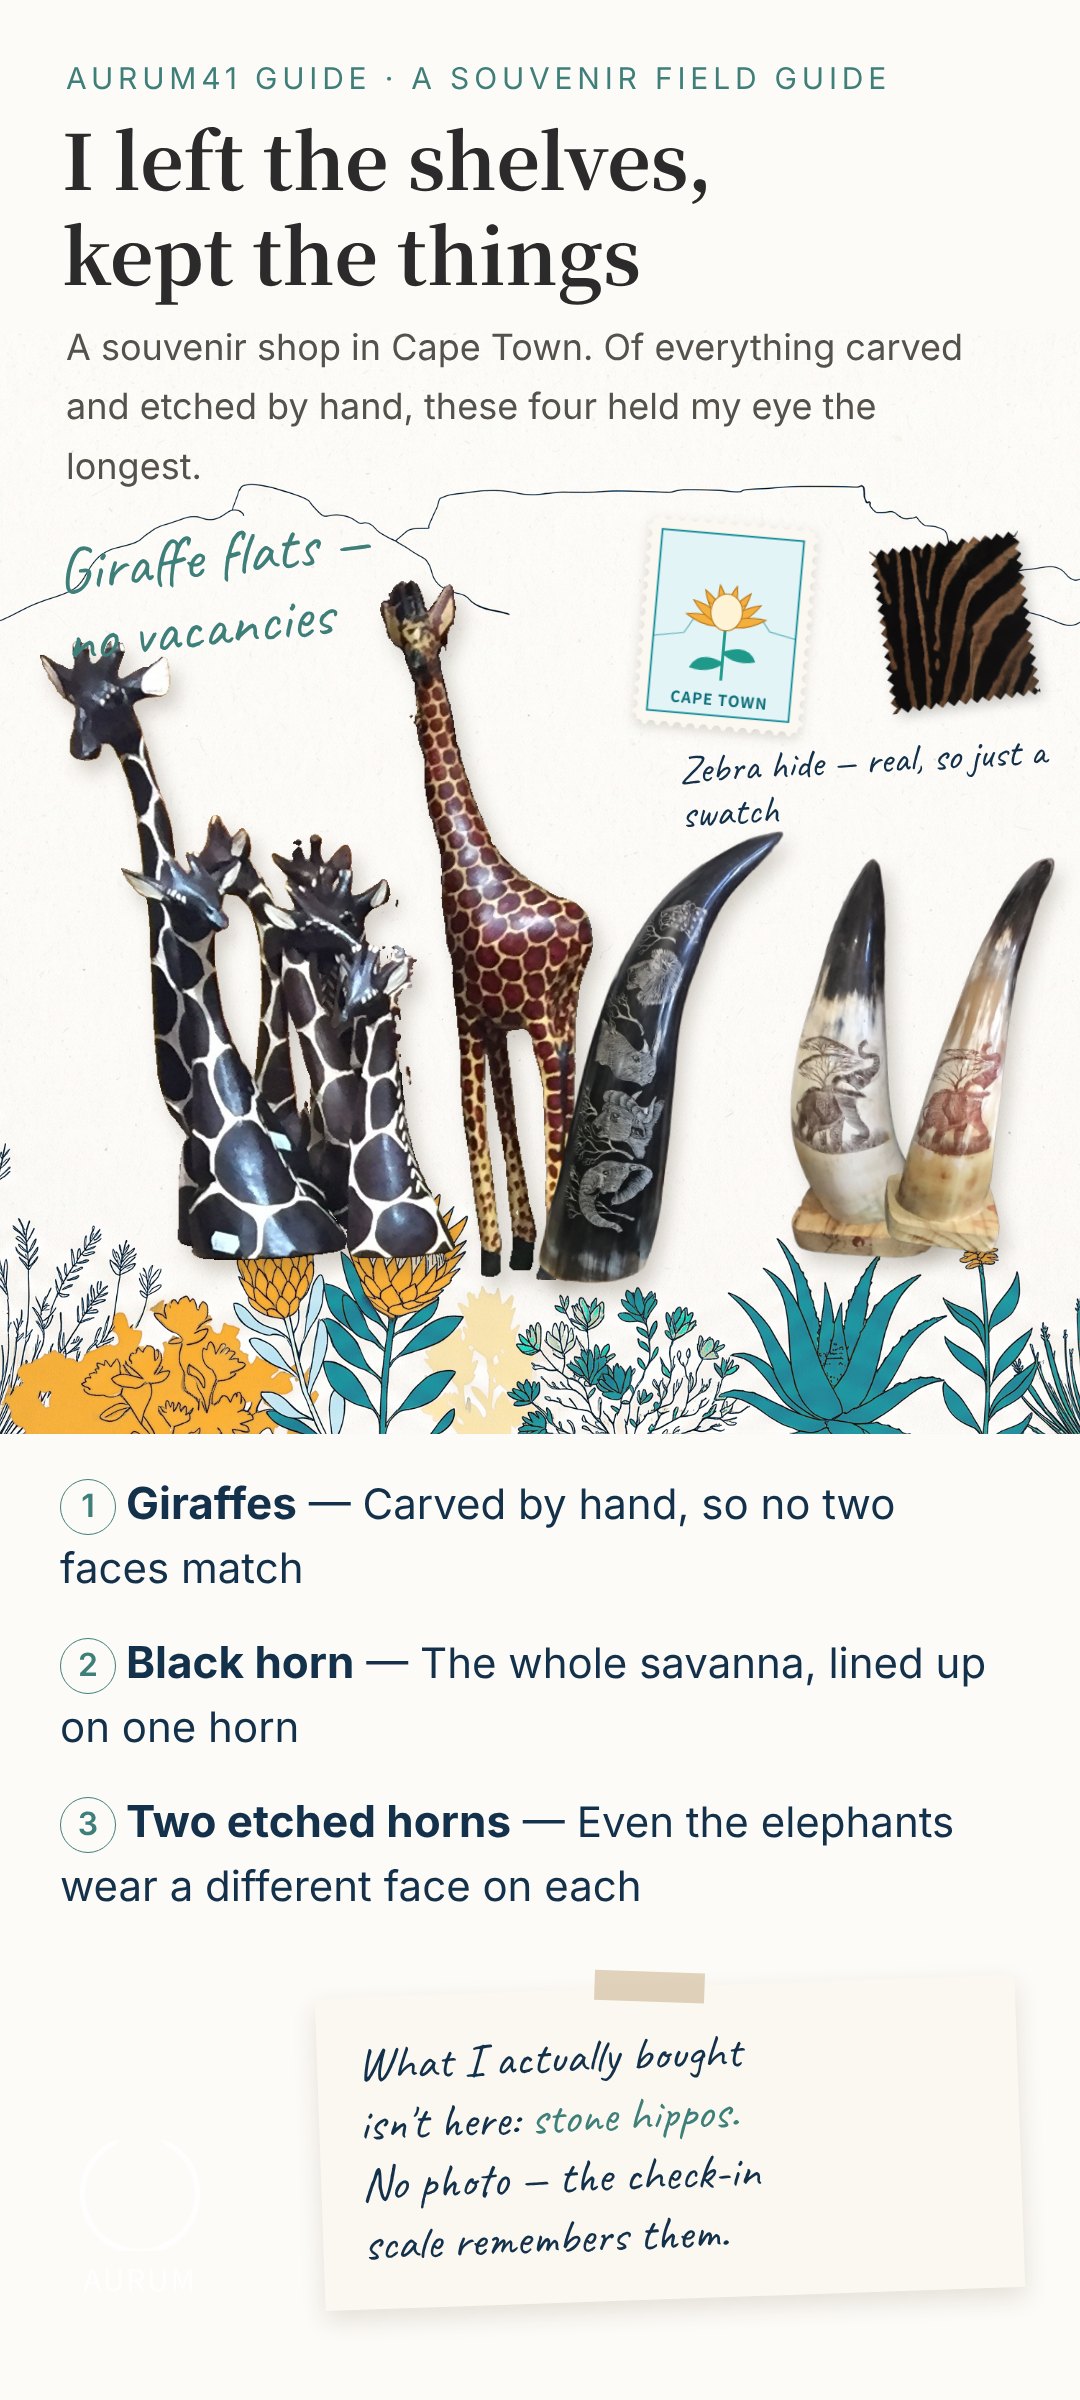 AURUM41 GUIDE · A SOUVENIR FIELD GUIDE
I left the shelves,
kept the things
A souvenir shop in Cape Town. Of everything carved
and etched by hand, these four held my eye the
longest.
Giraffe flats —
no vacancies
CAPE TOWN
Zebra hide — real, so just a
swatch
1 Giraffes — Carved by hand, so no two
faces match
2 Black horn — The whole savanna, lined up
on one horn
3 Two etched horns — Even the elephants
wear a different face on each
What I actually bought
isn't here: stone hippos.
No photo — the check-in
scale remembers them.
AURUM